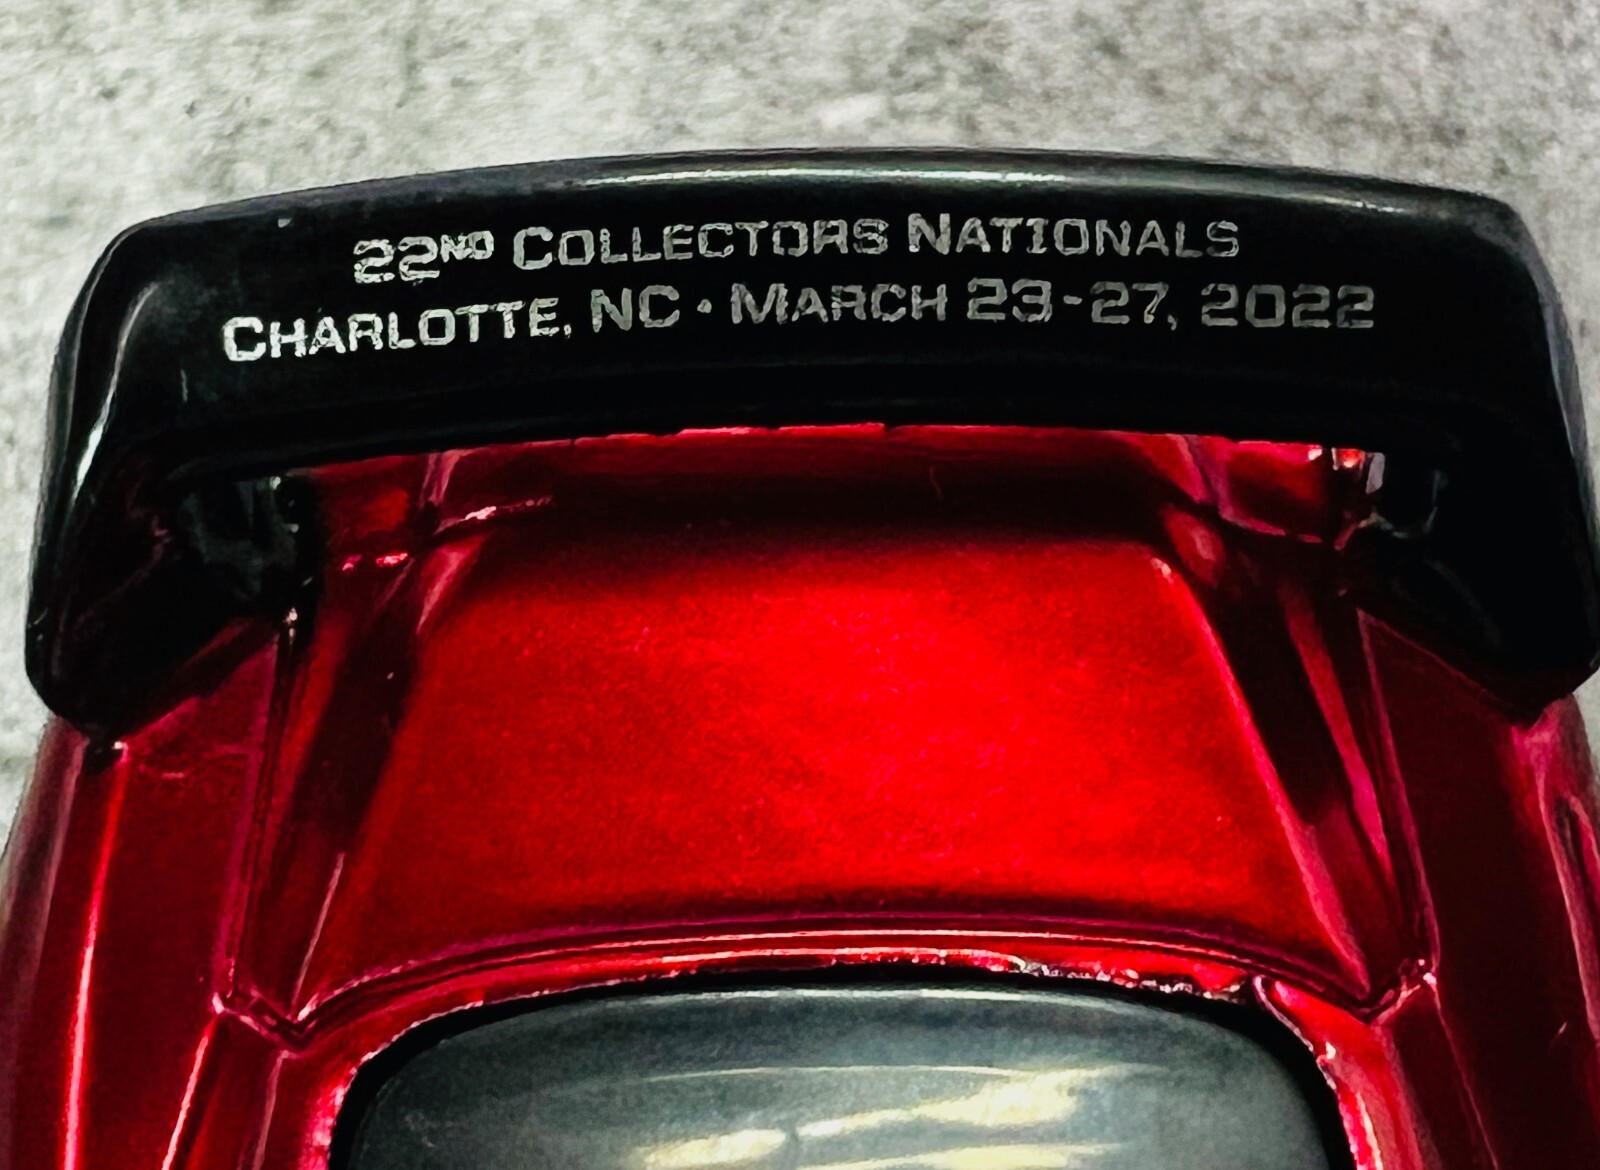 22ND COLLECTORS NATIONALS
CHARLOTTE, NC • MARCH 23-27, 2022